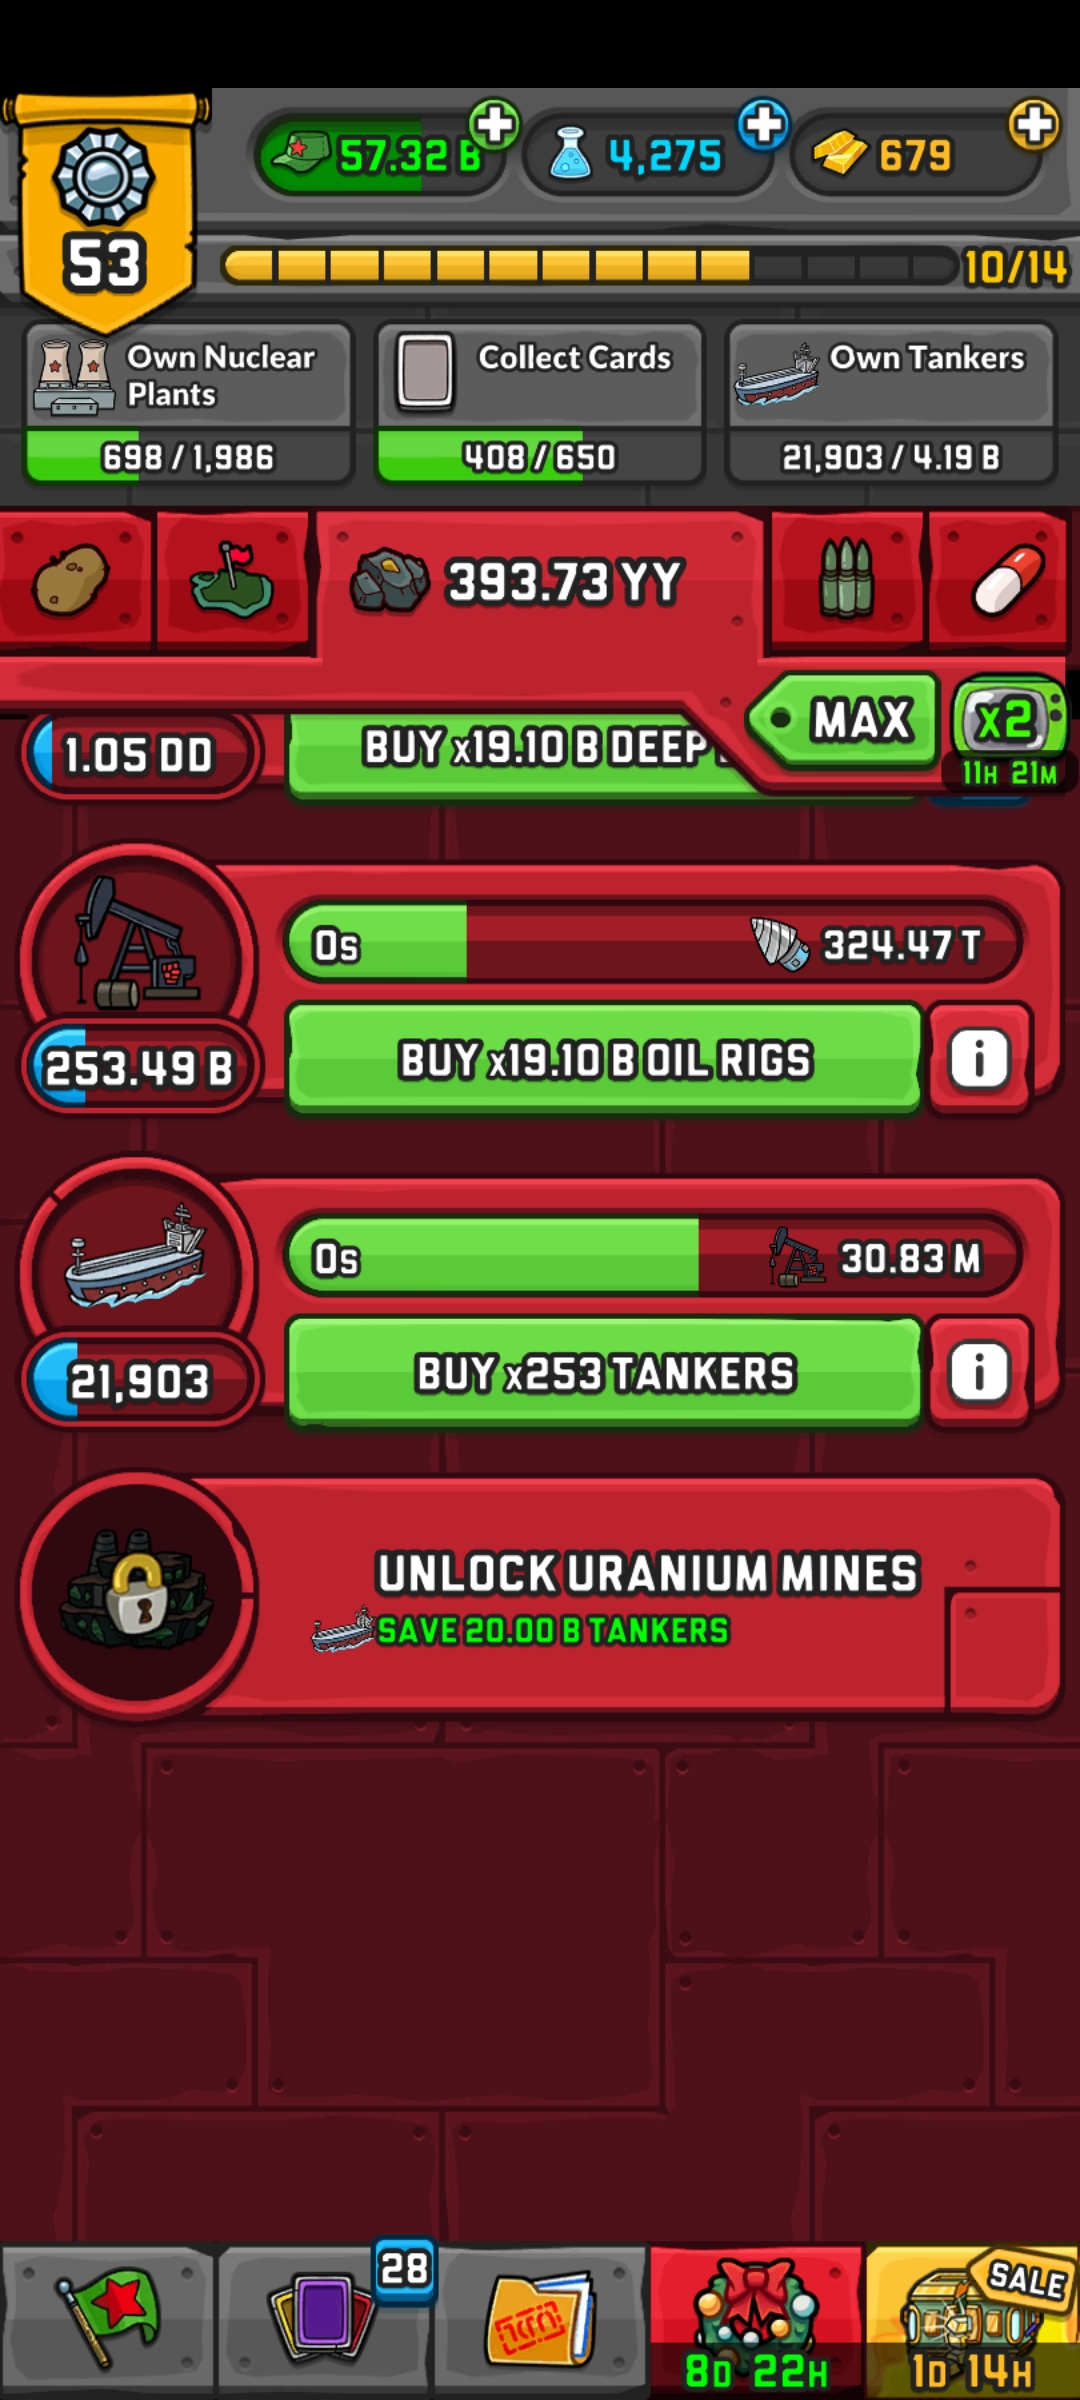 57.32 B
4,275
679
53
10/14
Own Nuclear Plants
Collect Cards
Own Tankers
698 / 1,986
408 / 650
21,903 / 4.19 B
393.73 YY
MAX
x2
11H 21M
1.05 DD
BUY x19.10 B DEEP
0s
324.47 T
253.49 B
BUY x19.10 B OIL RIGS
i
0s
30.83 M
21,903
BUY x253 TANKERS
i
UNLOCK URANIUM MINES
SAVE 20.00 B TANKERS
28
SALE
8D 22H
1D 14H